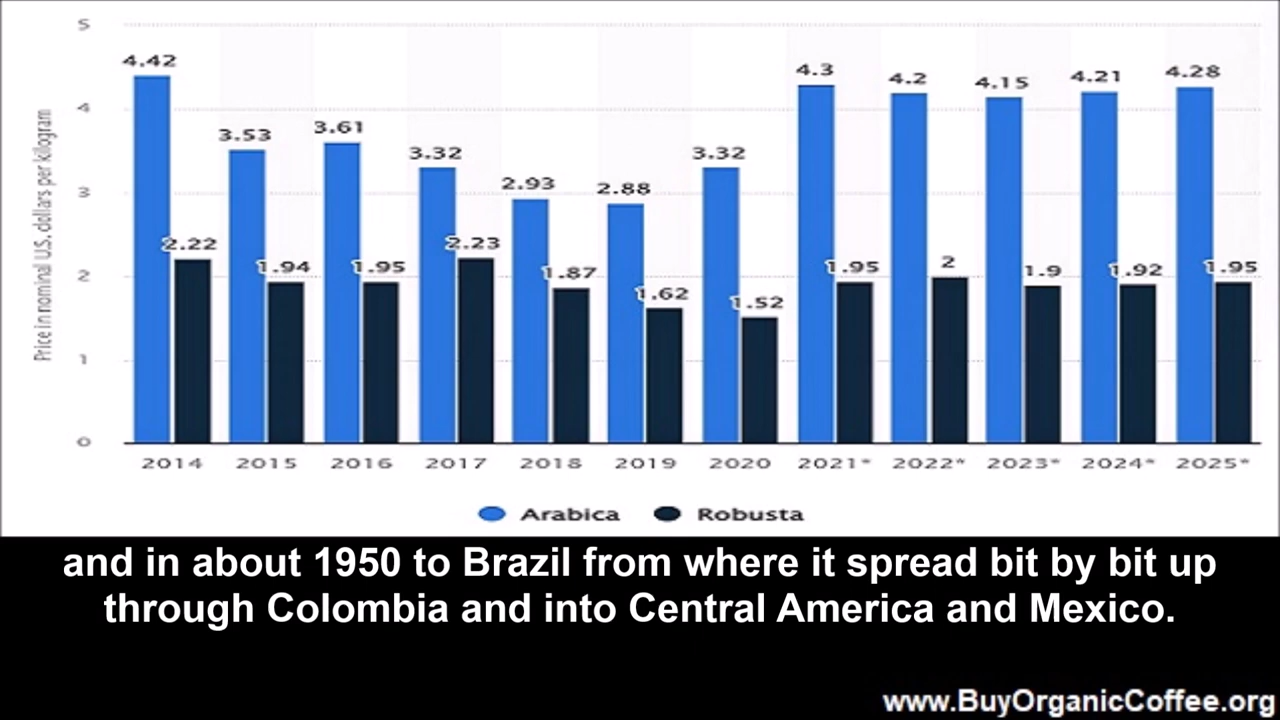 5
4.42 4.3 4.2 4.15 4.21 4.28
4
3.53 3.61 3.32 2.93 2.88 3.32
3
2.22 1.94 1.95 2.23 1.87 1.62 1.52 1.95 2 1.9 1.92 1.95
2
1
0
Price in nominal U.S. dollars per kilogram
2014 2015 2016 2017 2018 2019 2020 2021* 2022* 2023* 2024* 2025*
Arabica Robusta
and in about 1950 to Brazil from where it spread bit by bit up
through Colombia and into Central America and Mexico.
www.BuyOrganicCoffee.org